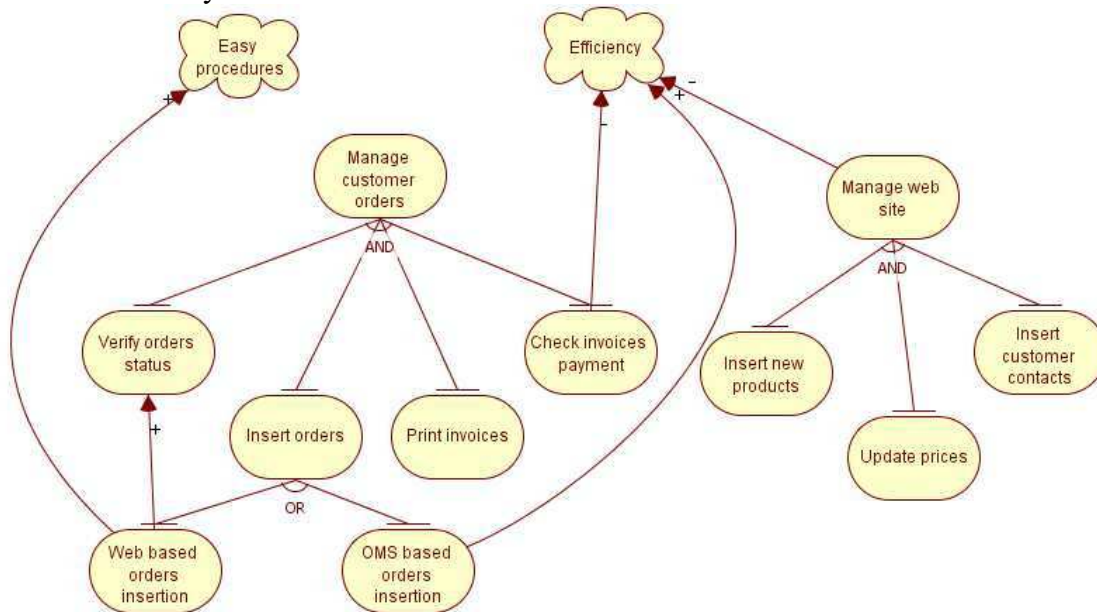 Easy
procedures
Efficiency
+
-
+
-
Manage
customer
orders
Manage web
site
AND
AND
Verify orders
status
Check invoices
payment
Insert new
products
Insert
customer
contacts
+
Insert orders
Print invoices
Update prices
OR
Web based
orders
insertion
OMS based
orders
insertion